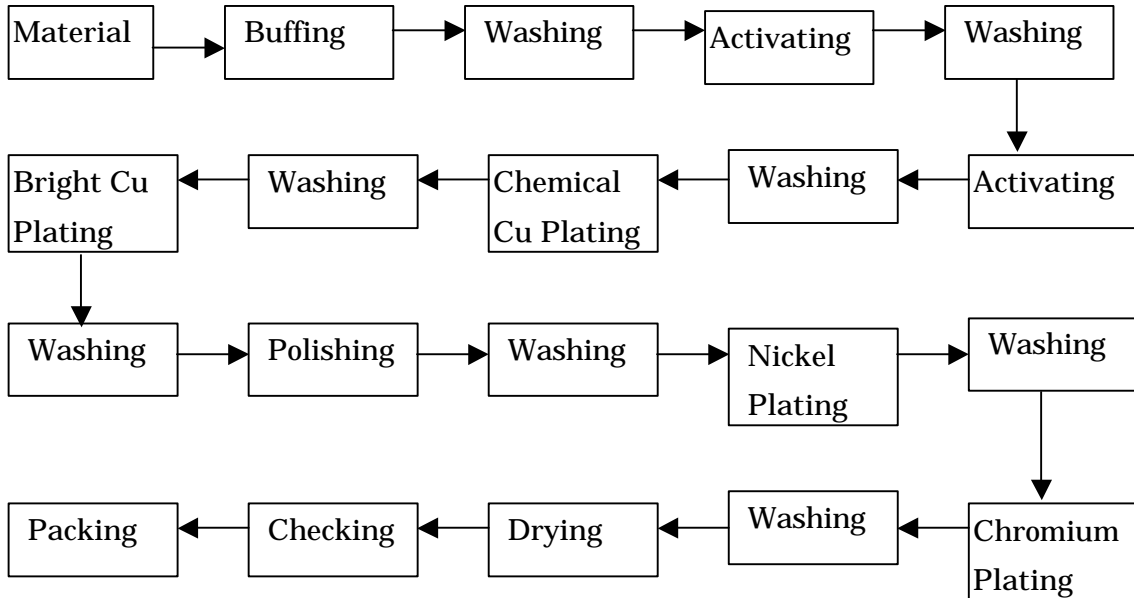 Material
Buffing
Washing
Activating
Washing
Activating
Washing
Chemical
Cu Plating
Washing
Bright Cu
Plating
Washing
Polishing
Washing
Nickel
Plating
Washing
Chromium
Plating
Washing
Drying
Checking
Packing